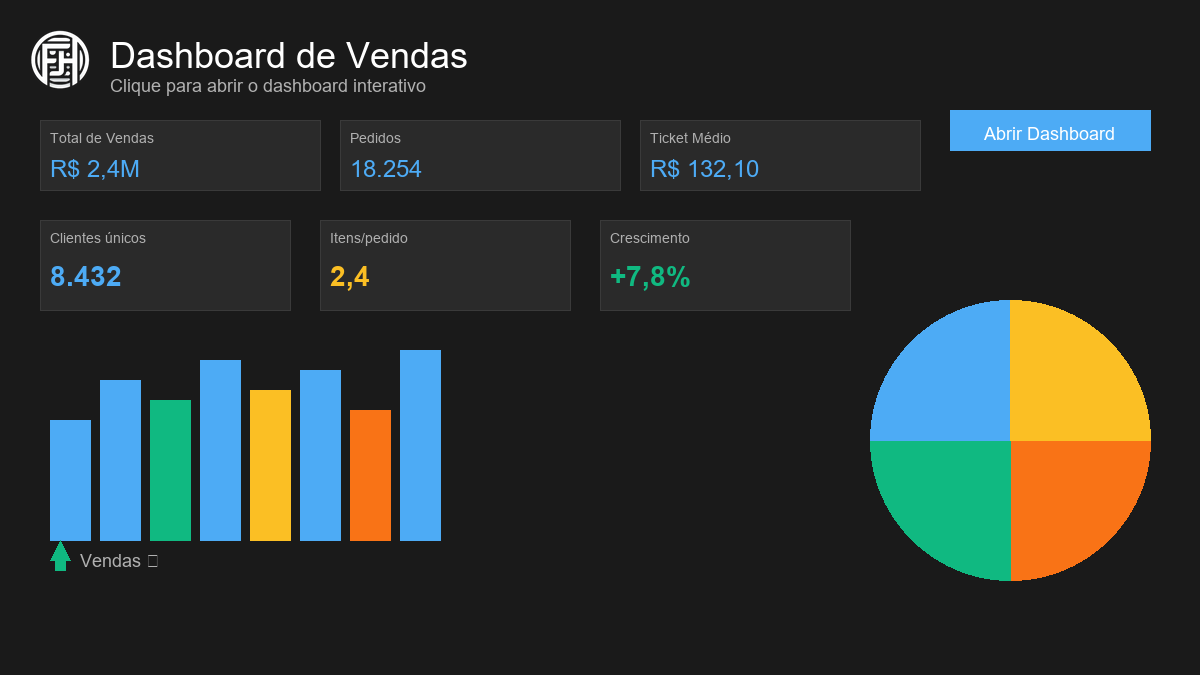 Dashboard de Vendas
Clique para abrir o dashboard interativo
Abrir Dashboard
Total de Vendas
R$ 2,4M
Pedidos
18.254
Ticket Médio
R$ 132,10
Clientes únicos
8.432
Itens/pedido
2,4
Crescimento
+7,8%
Vendas